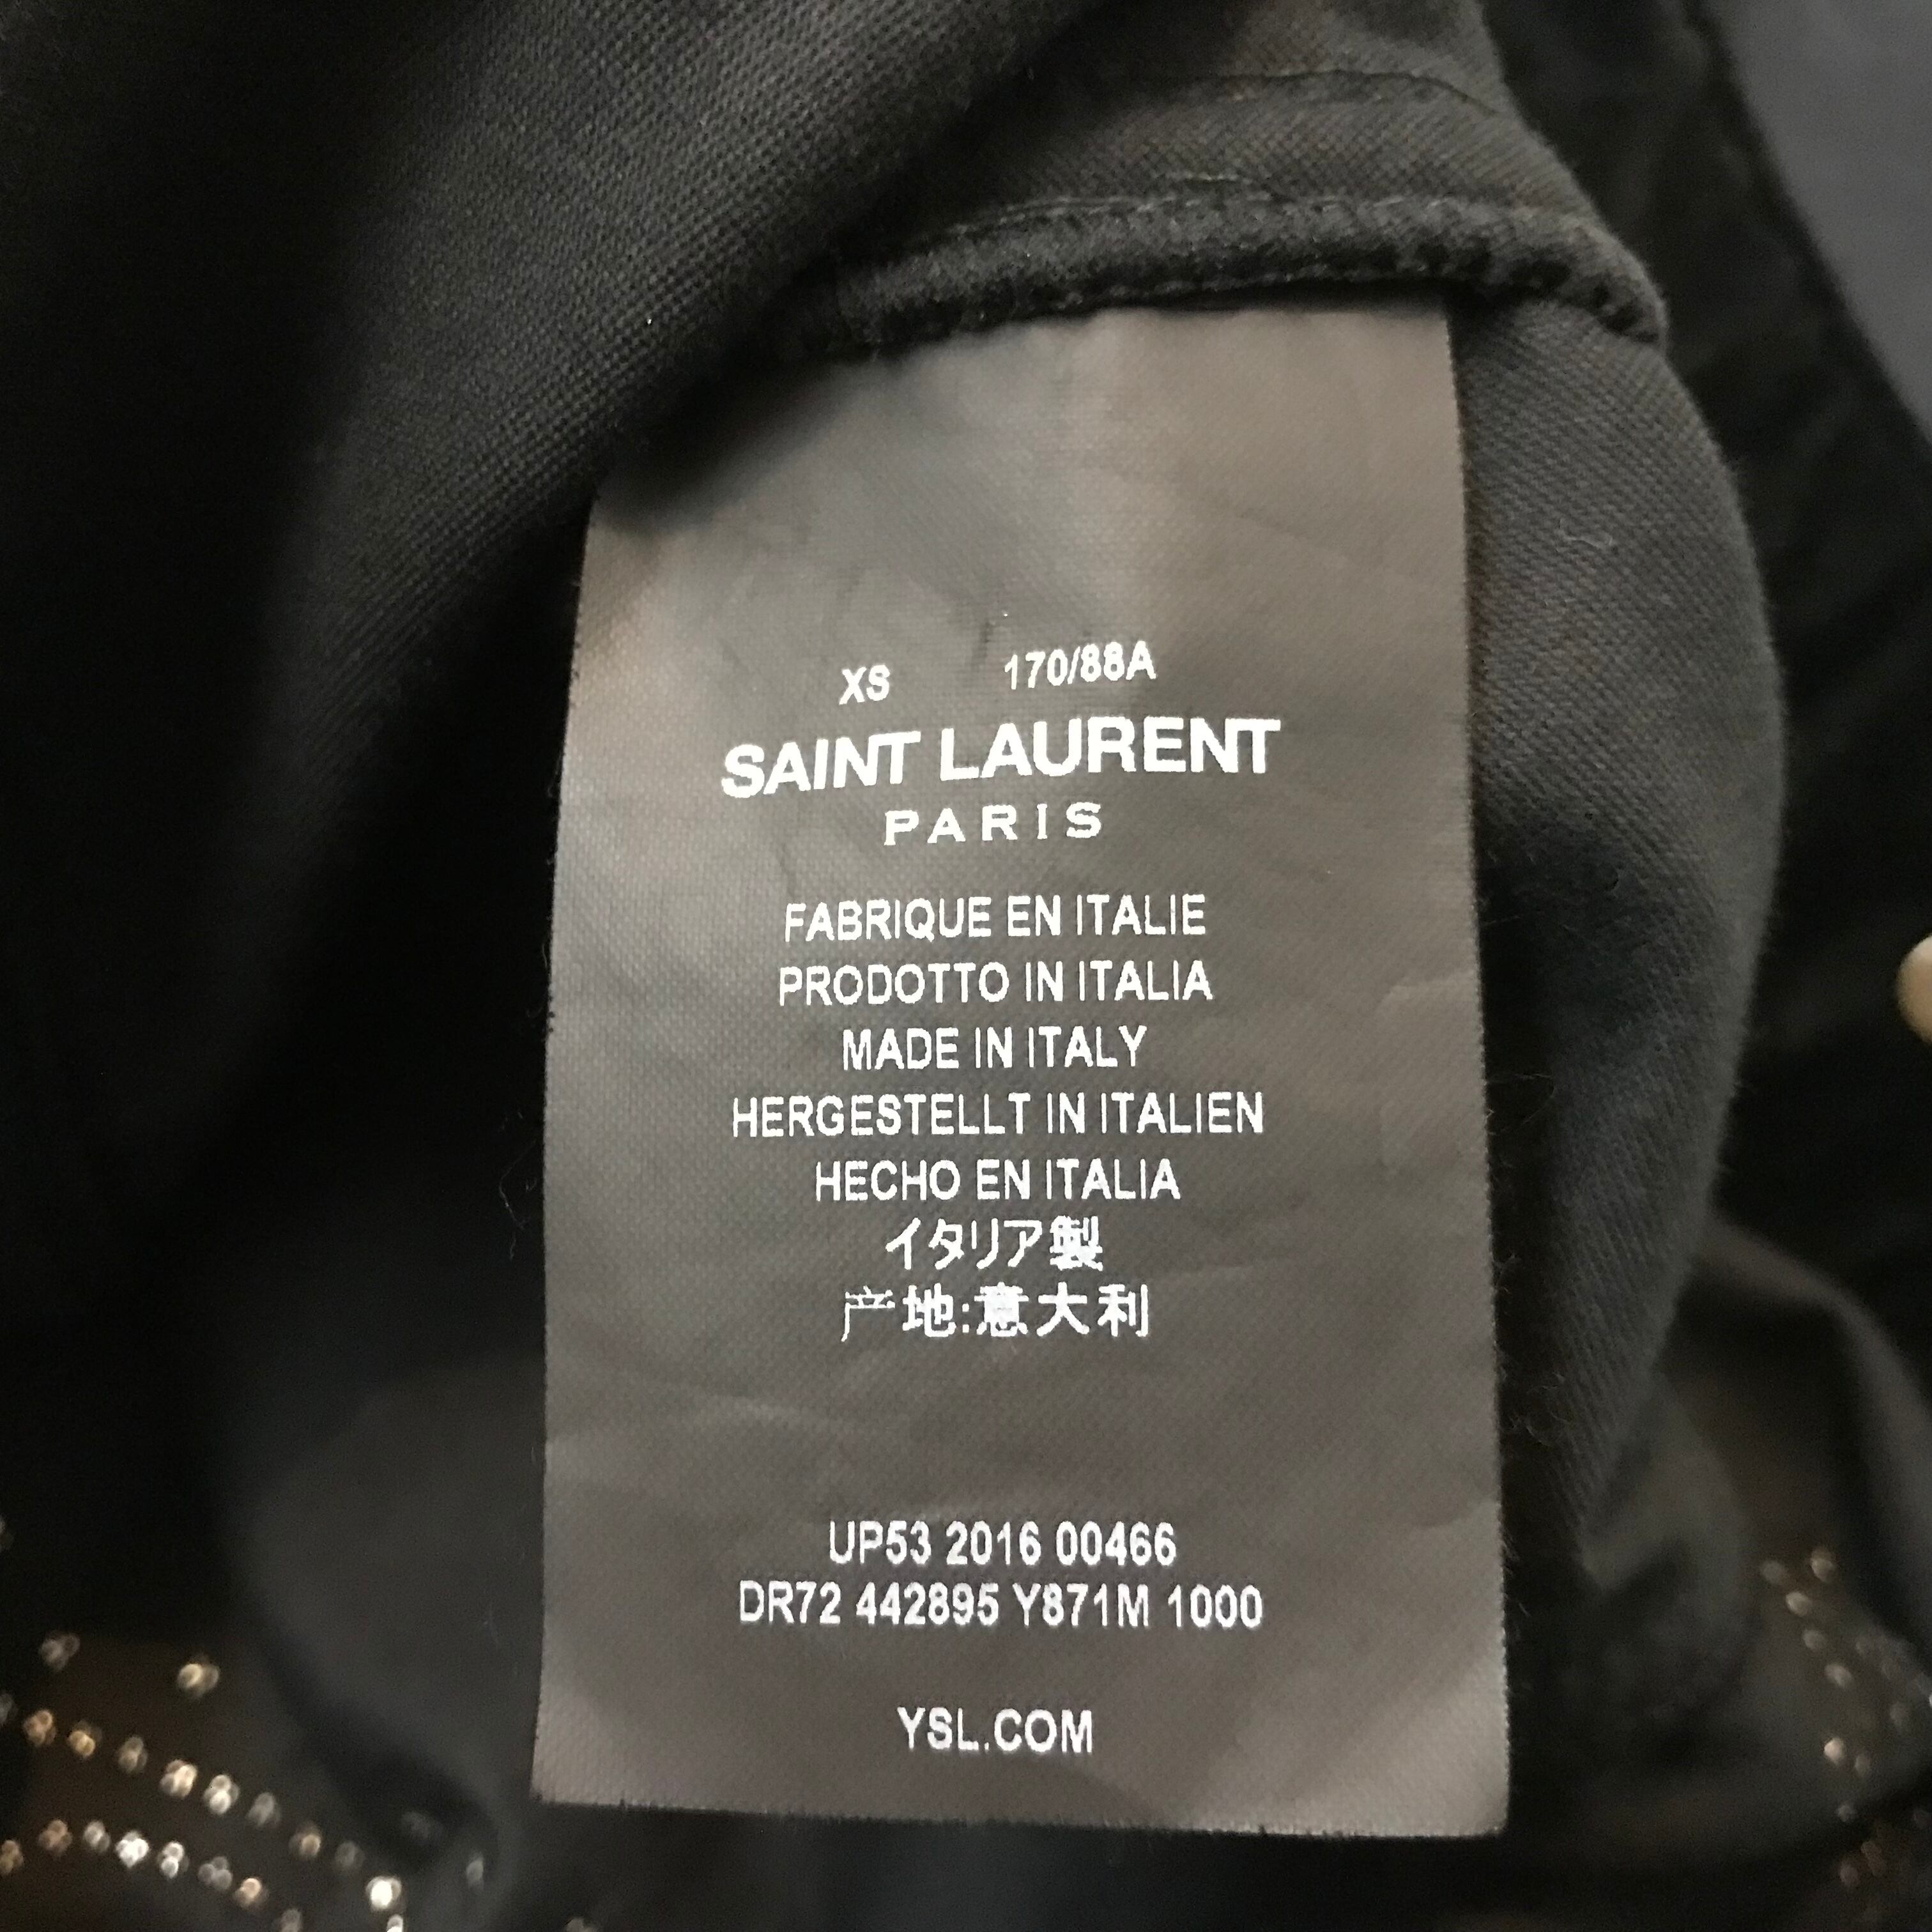 XS 170/88A
SAINT LAURENT
PARIS
FABRIQUE EN ITALIE
PRODOTTO IN ITALIA
MADE IN ITALY
HERGESTELLT IN ITALIEN
HECHO EN ITALIA
イタリア製
产地:意大利
UP53 2016 00466
DR72 442895 Y871M 1000
YSL.COM